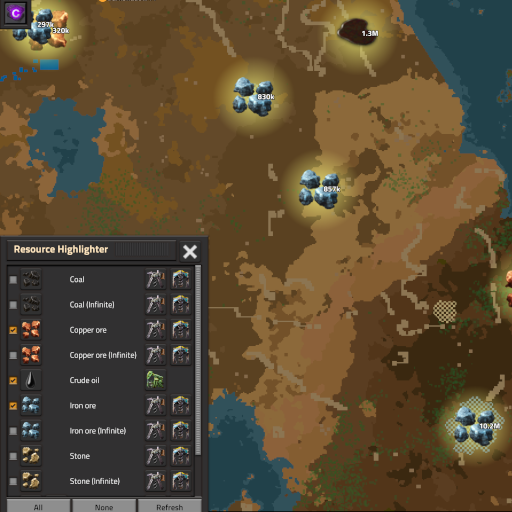 C
297k
320k
1.3M
830k
857k
10.2M
Resource Highlighter
Coal
Coal (Infinite)
Copper ore
Copper ore (Infinite)
Crude oil
Iron ore
Iron ore (Infinite)
Stone
Stone (Infinite)
All None Refresh